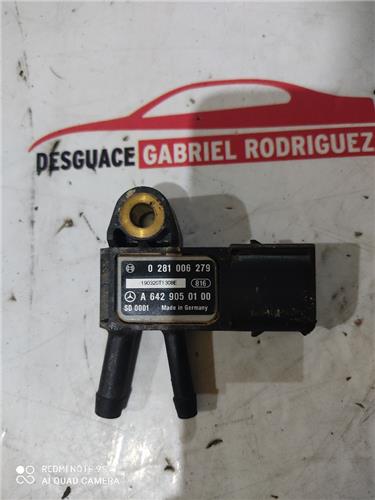 DESGUACE GABRIEL RODRIGUEZ
0 281 006 279
190320T1308E 816
A 642 905 01 00
SD 0001 Made in Germany
REDMI NOTE 9S
AI QUAD CAMERA